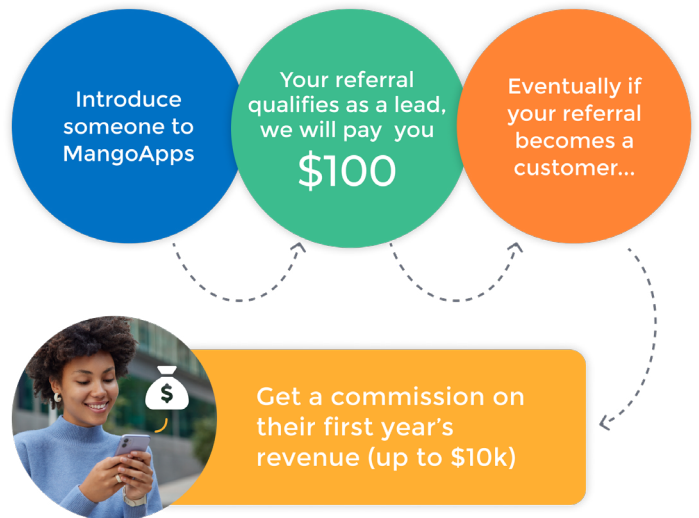 Introduce
someone to
MangoApps
Your referral
qualifies as a lead,
we will pay you
$100
Eventually if
your referral
becomes a
customer...
$
Get a commission on
their first year's
revenue (up to $10k)